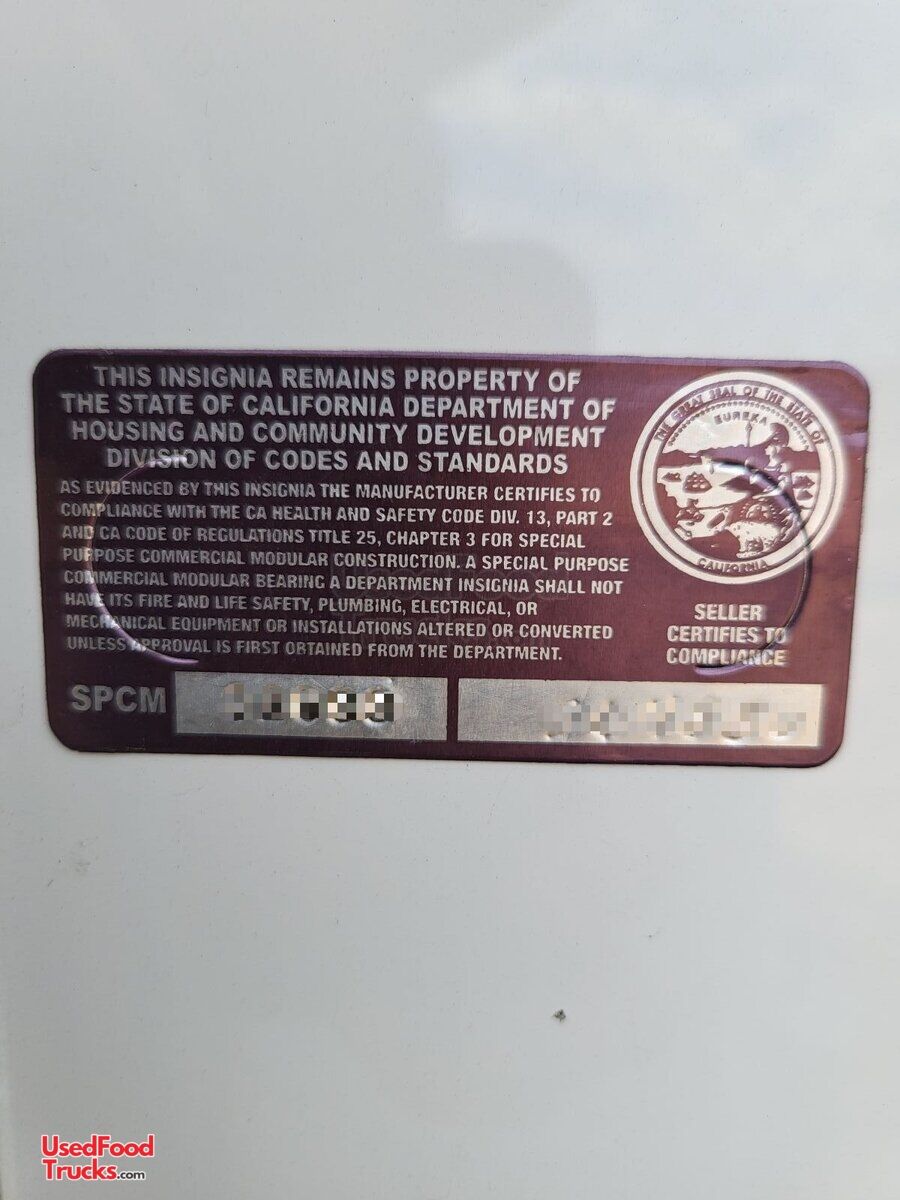 THIS INSIGNIA REMAINS PROPERTY OF
THE STATE OF CALIFORNIA DEPARTMENT OF
HOUSING AND COMMUNITY DEVELOPMENT
DIVISION OF CODES AND STANDARDS
AS EVIDENCED BY THIS INSIGNIA THE MANUFACTURER CERTIFIES TO
COMPLIANCE WITH THE CA HEALTH AND SAFETY CODE DIV. 13, PART 2
AND CA CODE OF REGULATIONS TITLE 25, CHAPTER 3 FOR SPECIAL
PURPOSE COMMERCIAL MODULAR CONSTRUCTION. A SPECIAL PURPOSE
COMMERCIAL MODULAR BEARING A DEPARTMENT INSIGNIA SHALL NOT
HAVE ITS FIRE AND LIFE SAFETY, PLUMBING, ELECTRICAL, OR
MECHANICAL EQUIPMENT OR INSTALLATIONS ALTERED OR CONVERTED
UNLESS APPROVAL IS FIRST OBTAINED FROM THE DEPARTMENT.
THE GREAT SEAL OF THE STATE OF
EUREKA
CALIFORNIA
SELLER
CERTIFIES TO
COMPLIANCE
SPCM
UsedFood
Trucks.com